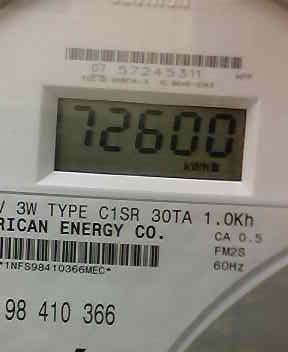 07 57245311
72600
kWh
V 3W TYPE C1SR 30TA 1.0Kh
RICAN ENERGY CO.
CA 0.5
FM2S
*1NFS98410366MEC*
60Hz
98 410 366